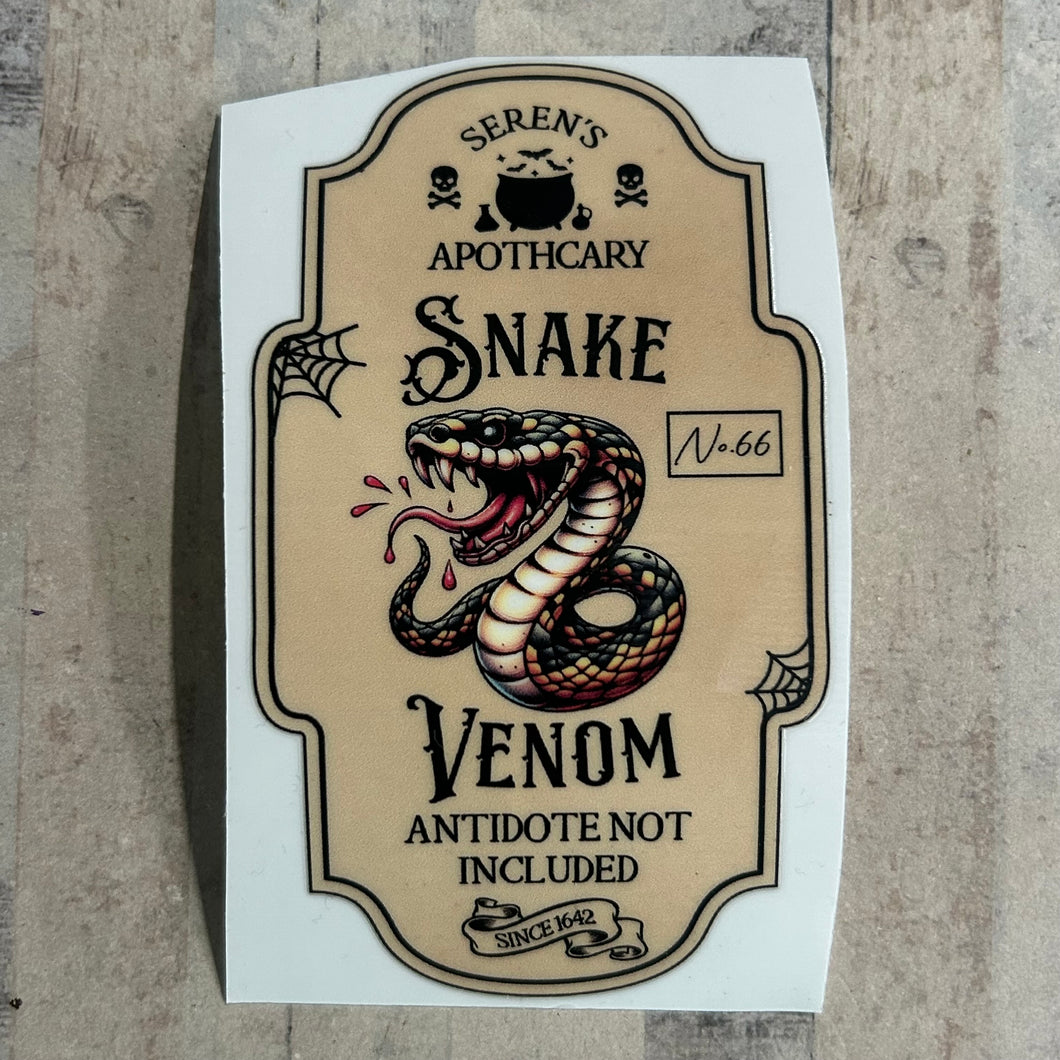 SEREN'S
APOTHCARY
SNAKE
No.66
VENOM
ANTIDOTE NOT
INCLUDED
SINCE 1642